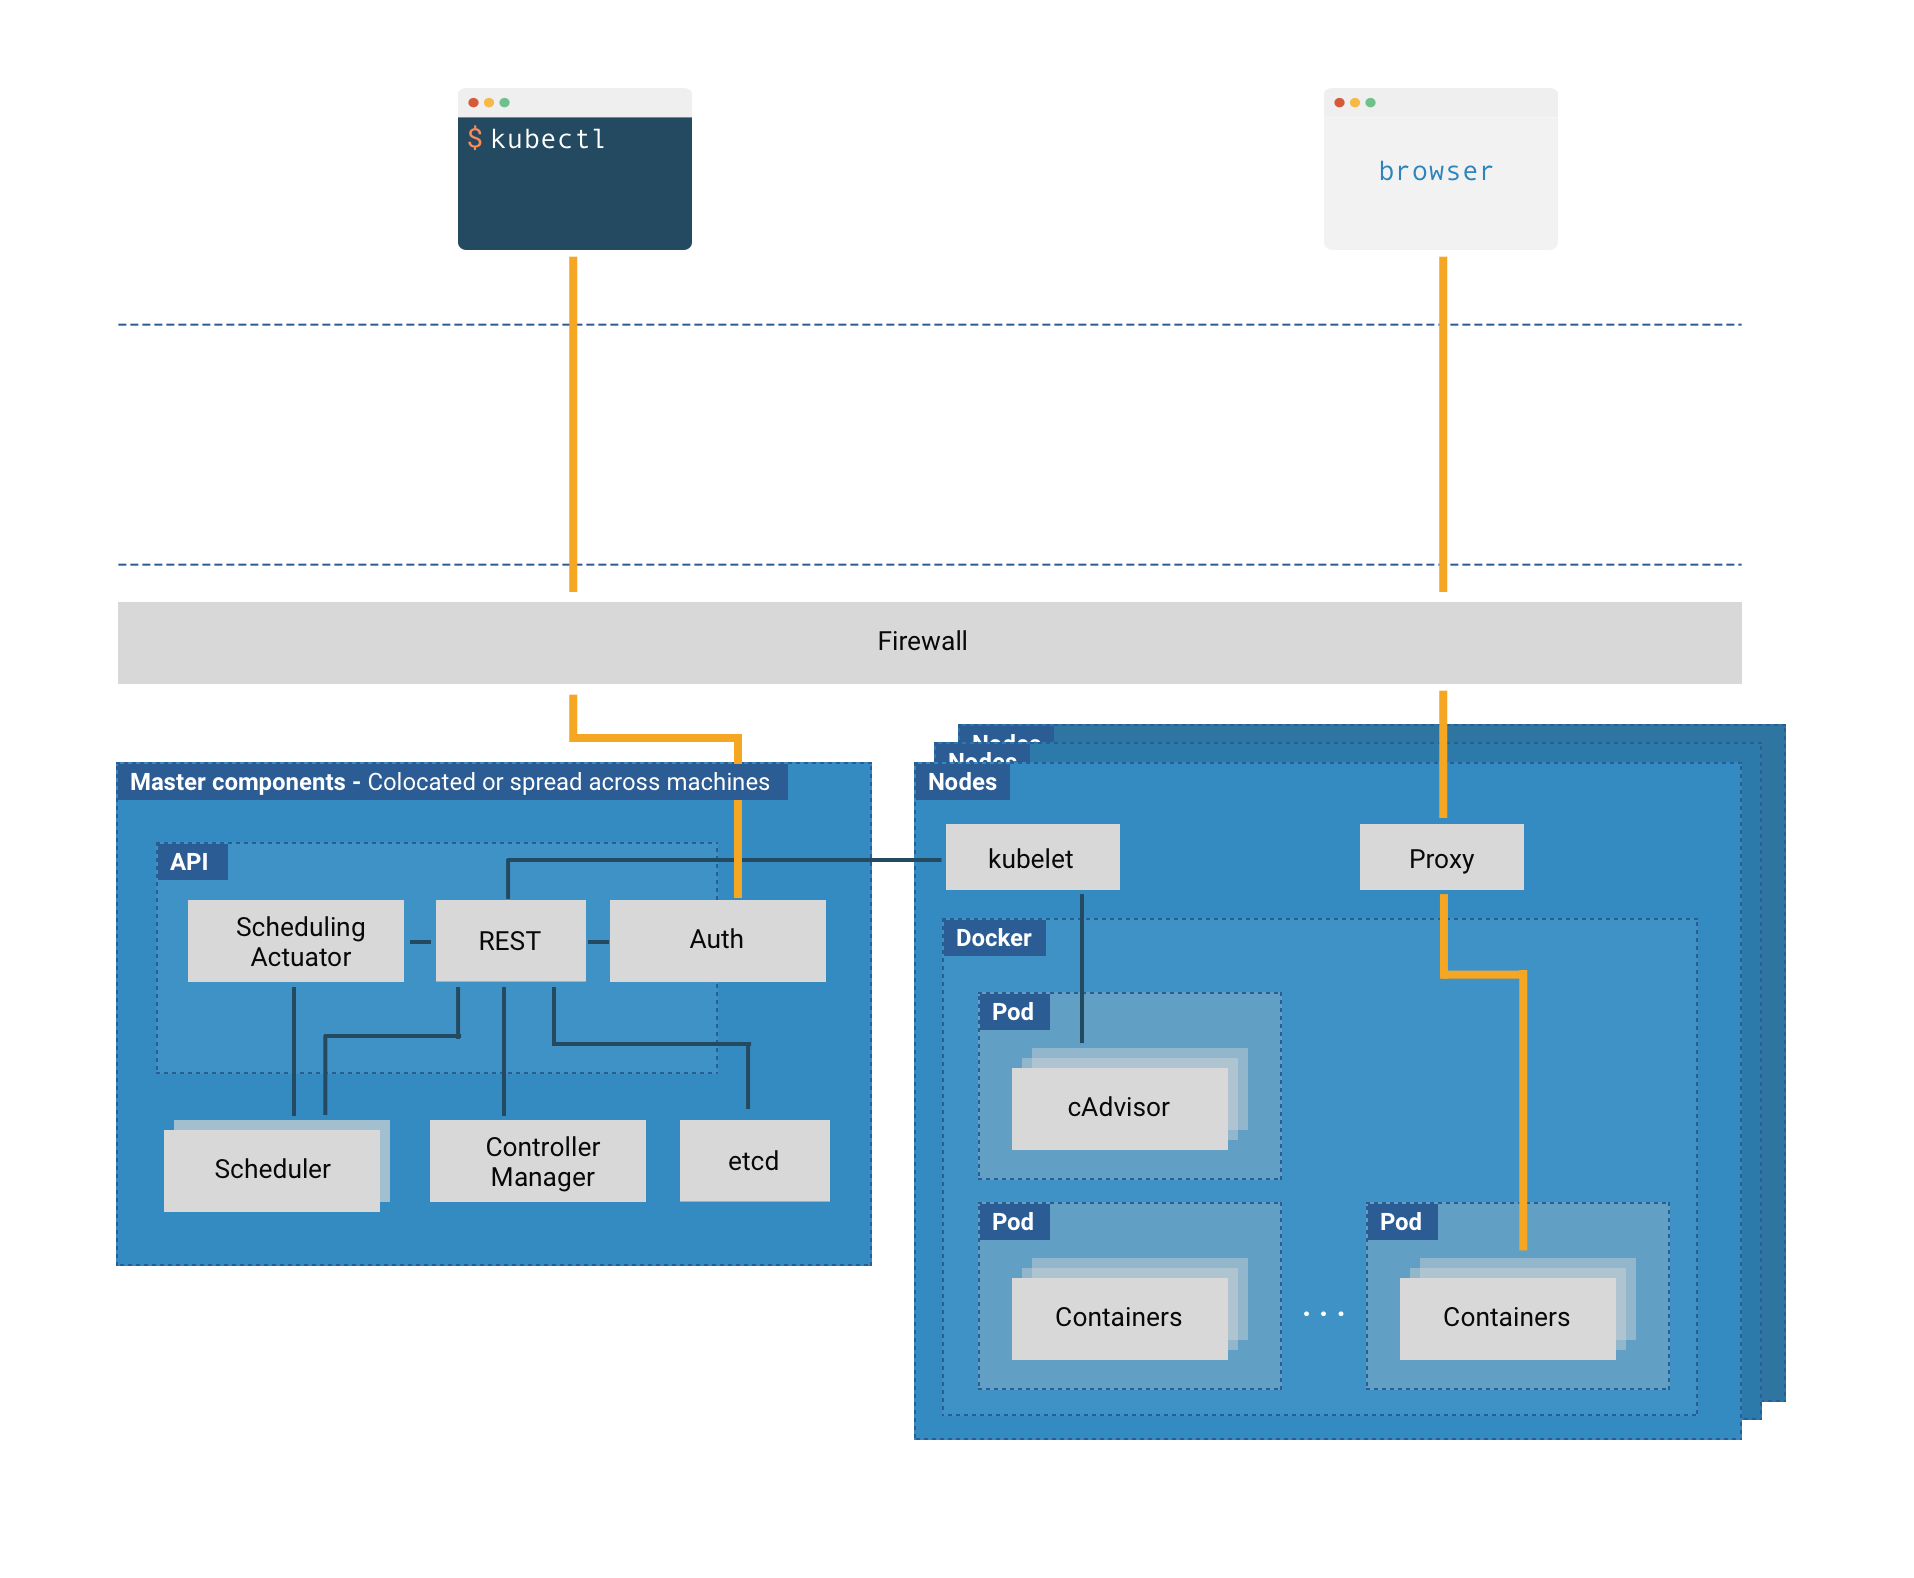 $ kubectl
browser
Firewall
Nodes
Nodes
Nodes
Master components - Colocated or spread across machines
API
Scheduling
Actuator
REST
Auth
Scheduler
Controller
Manager
etcd
kubelet
Proxy
Docker
Pod
cAdvisor
Pod
Containers
...
Pod
Containers